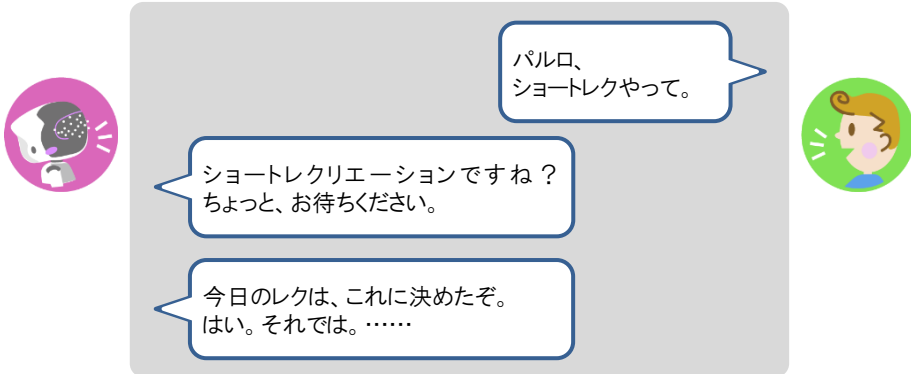 パルロ、
ショートレクやって。
ショートレクリエーションですね？
ちょっと、お待ちください。
今日のレクは、これに決めたぞ。
はい。それでは。……